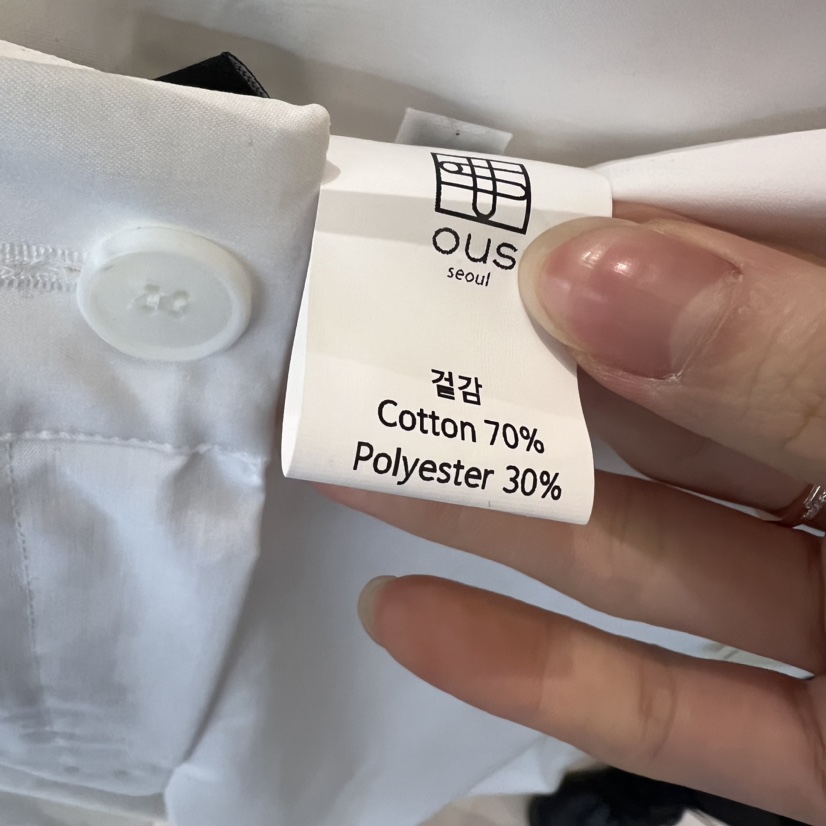 ous
seoul
겉감
Cotton 70%
Polyester 30%